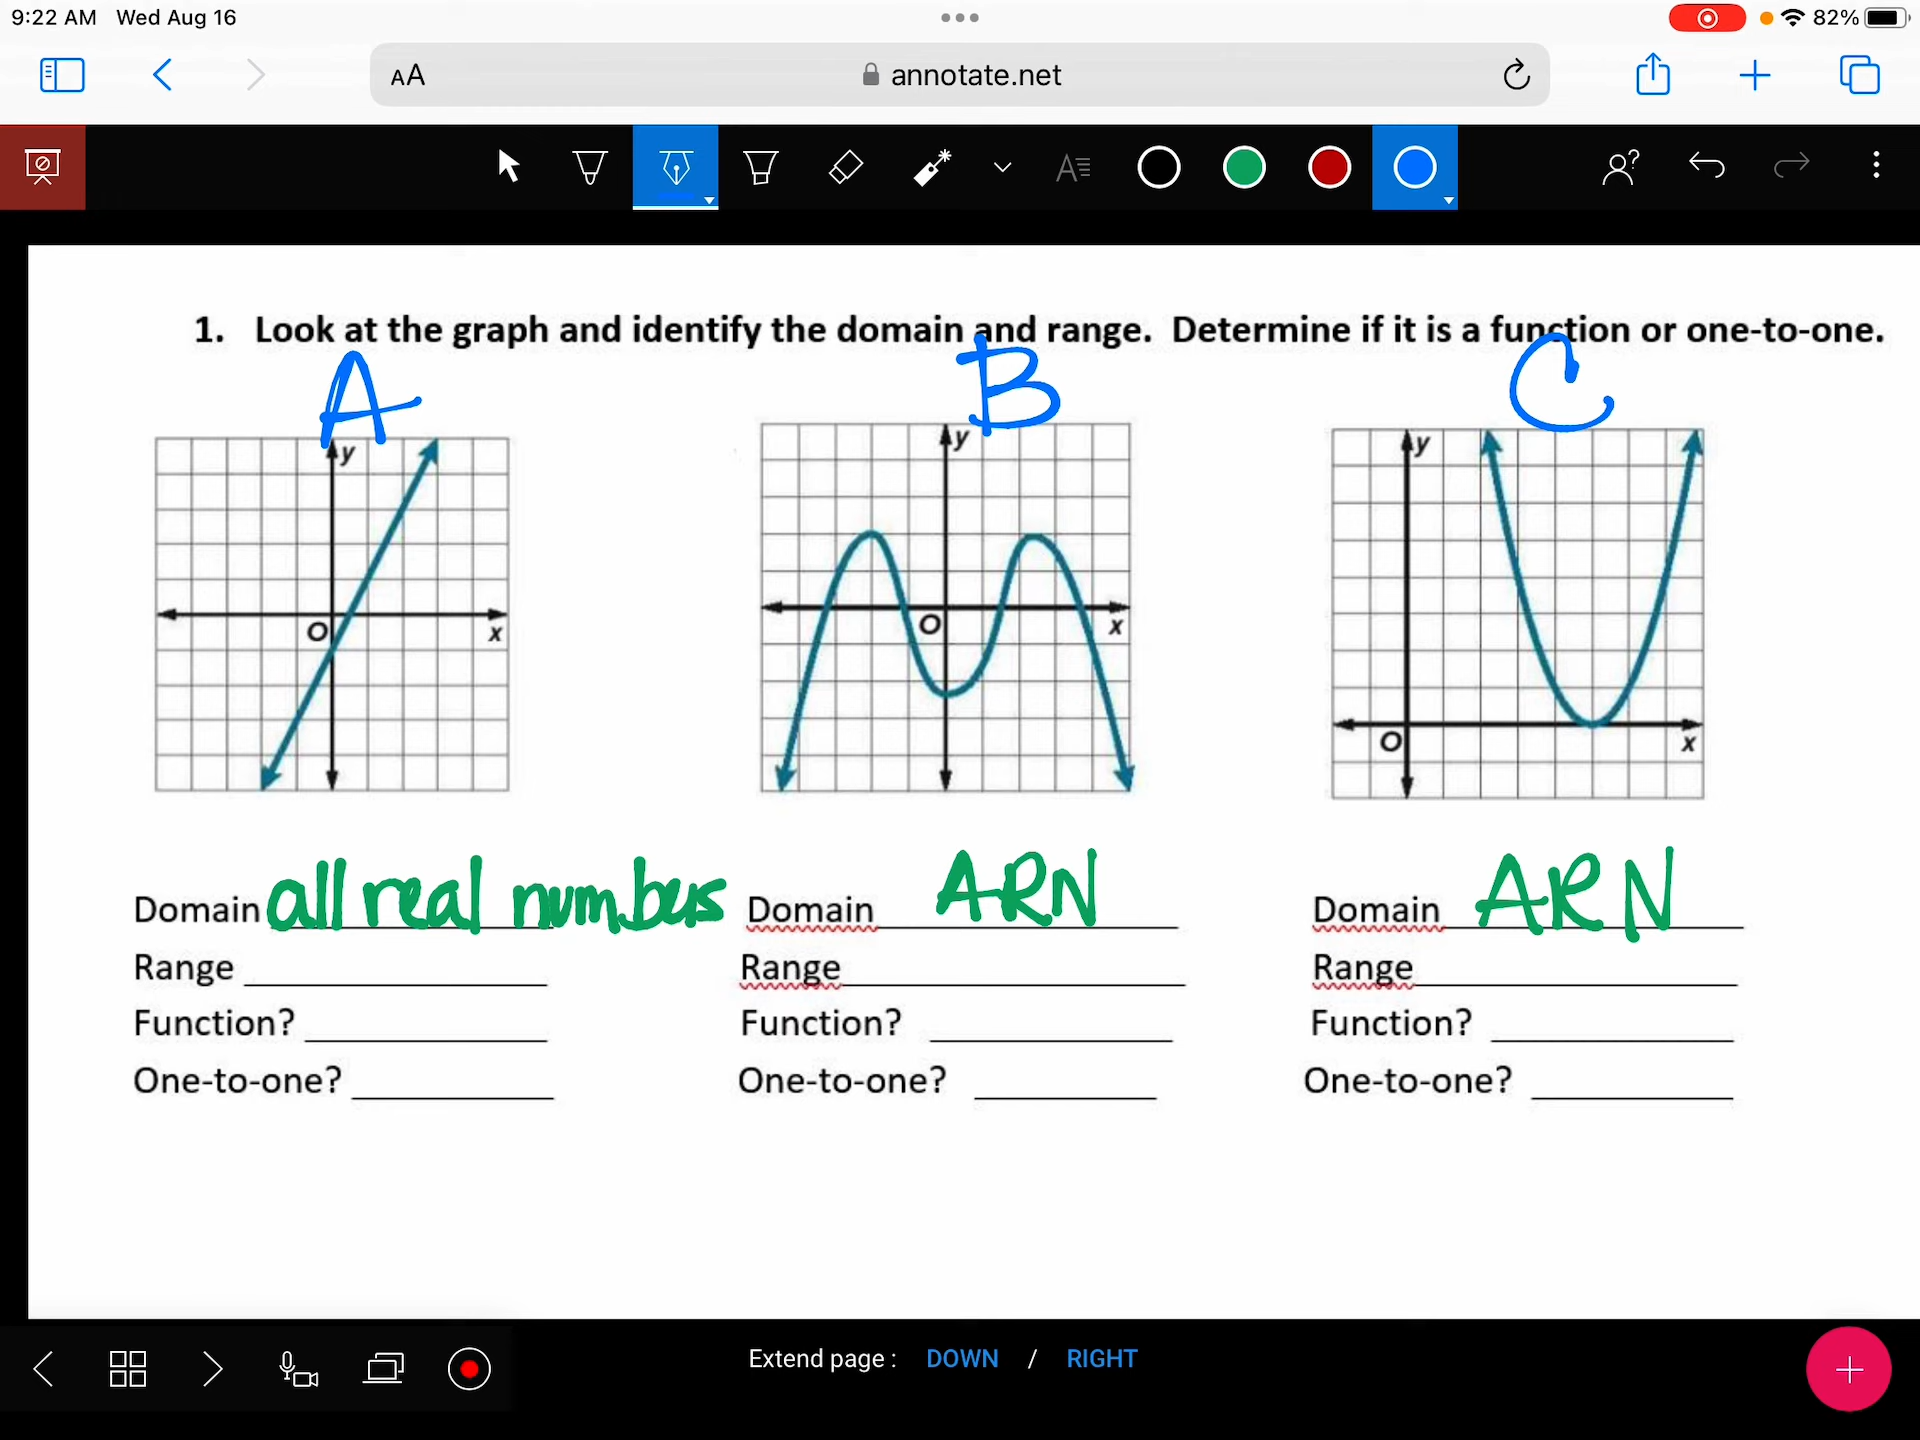 9:22 AM Wed Aug 16
82%
AA annotate.net
1. Look at the graph and identify the domain and range. Determine if it is a function or one-to-one.
A B C
y y y
O x O x O x
Domain all real numbers Domain ARN Domain ARN
Range Range Range
Function? Function? Function?
One-to-one? One-to-one? One-to-one?
Extend page : DOWN / RIGHT